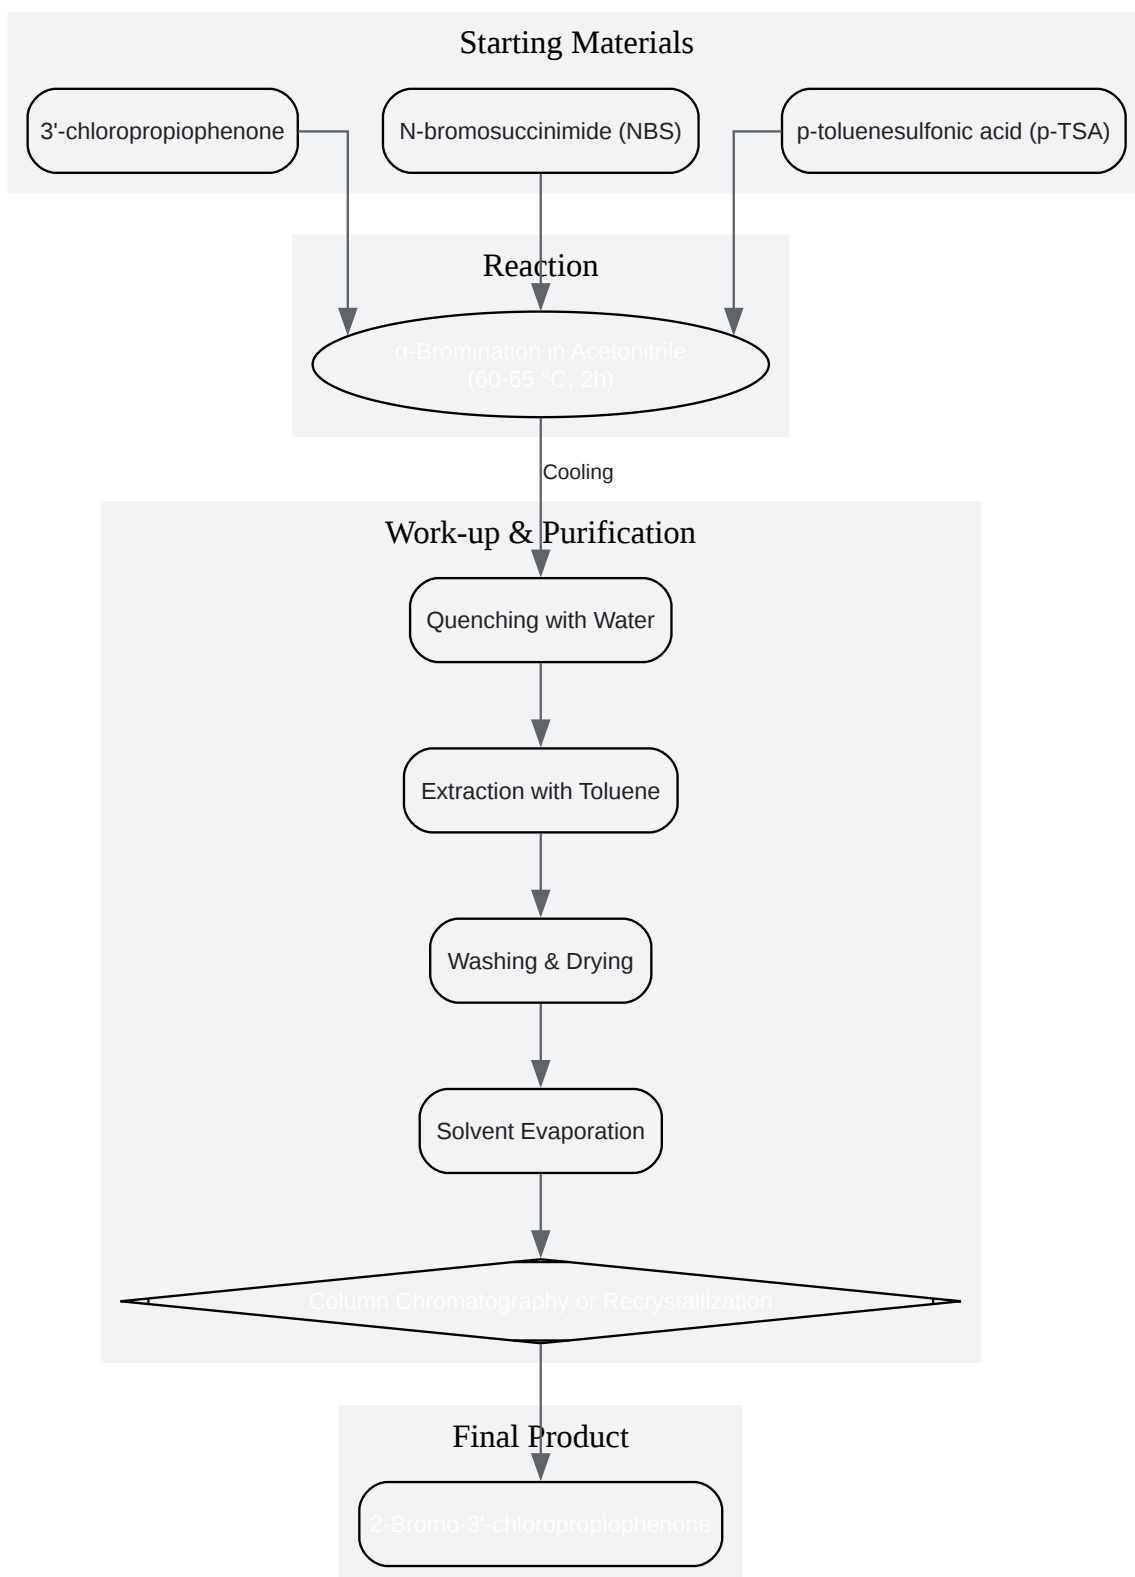 Starting Materials
3'-chloropropiophenone
N-bromosuccinimide (NBS)
p-toluenesulfonic acid (p-TSA)
Reaction
α-Bromination in Acetonitrile
(60-65 °C, 2h)
Cooling
Work-up & Purification
Quenching with Water
Extraction with Toluene
Washing & Drying
Solvent Evaporation
Column Chromatography or Recrystallization
Final Product
2-Bromo-3'-chloropropiophenone